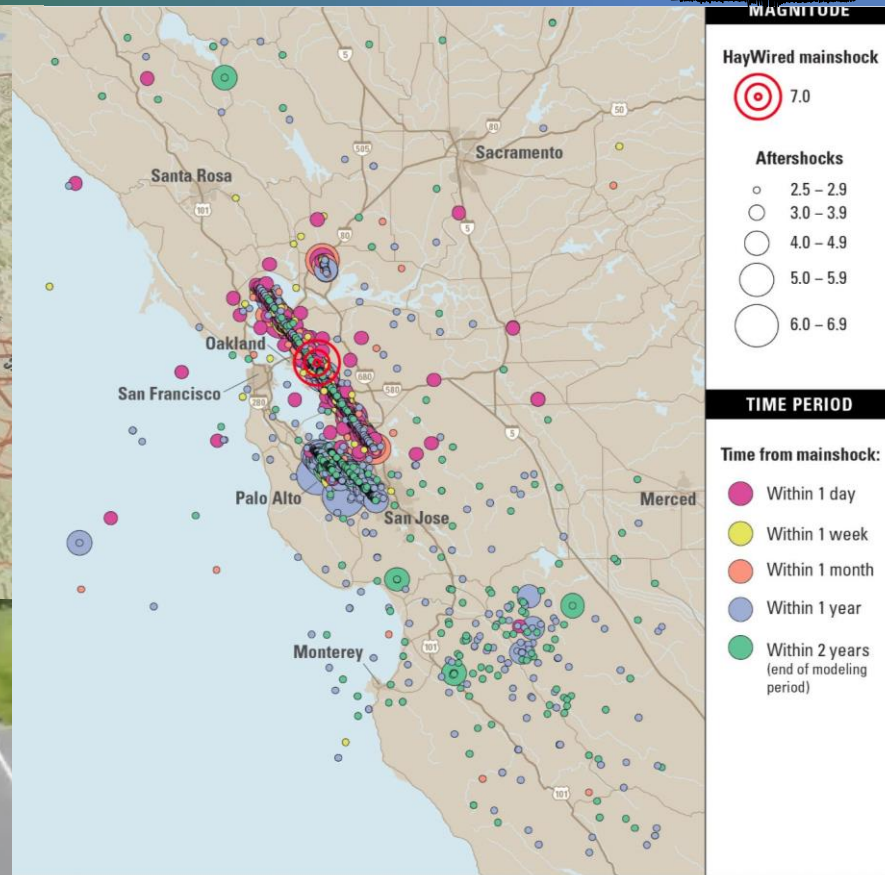 MAGNITUDE
HayWired mainshock
7.0
Aftershocks
2.5 – 2.9
3.0 – 3.9
4.0 – 4.9
5.0 – 5.9
6.0 – 6.9
TIME PERIOD
Time from mainshock:
Within 1 day
Within 1 week
Within 1 month
Within 1 year
Within 2 years
(end of modeling
period)
5
50
80
505
Sacramento
Santa Rosa
101
5
80
Oakland
680
580
San Francisco
280
5
Palo Alto
Merced
San Jose
101
Monterey
101